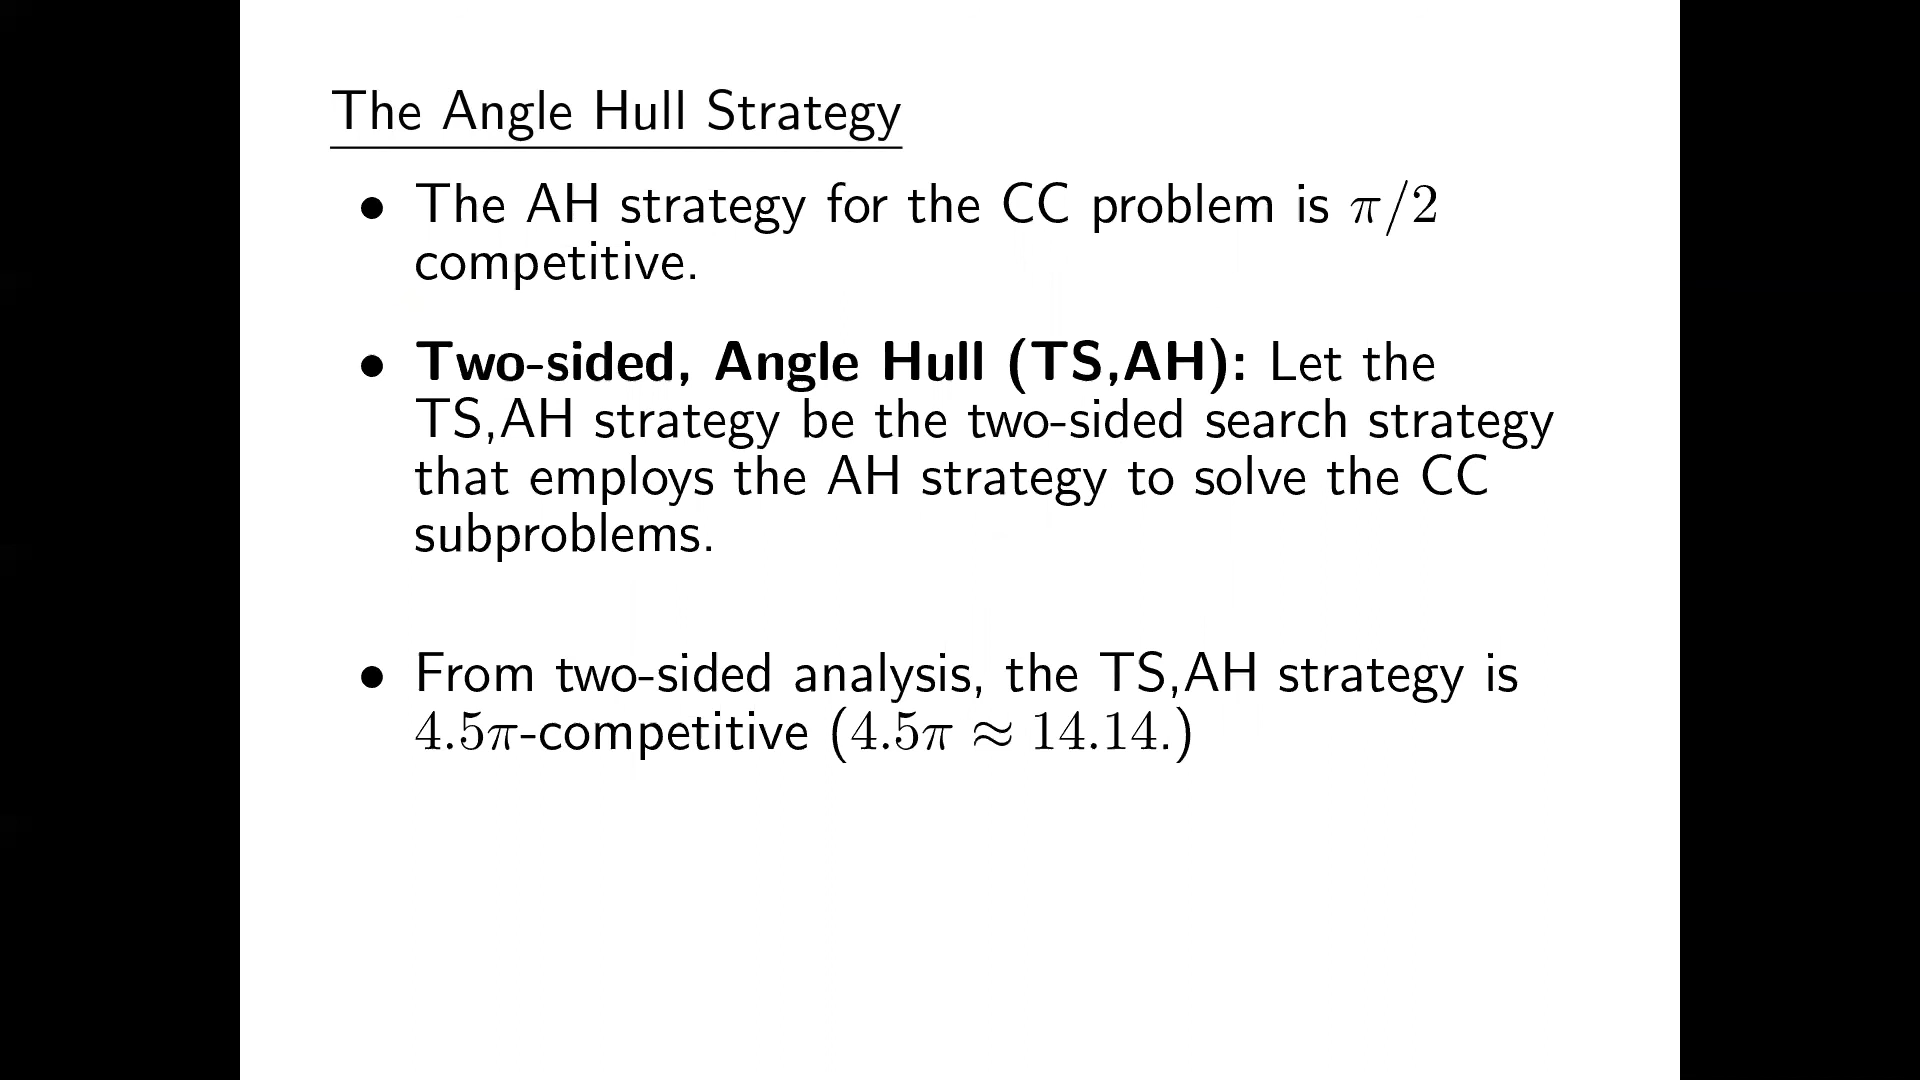 The Angle Hull Strategy
• The AH strategy for the CC problem is π/2
competitive.
• Two-sided, Angle Hull (TS,AH): Let the
TS,AH strategy be the two-sided search strategy
that employs the AH strategy to solve the CC
subproblems.
• From two-sided analysis, the TS,AH strategy is
4.5π-competitive (4.5π ≈ 14.14.)